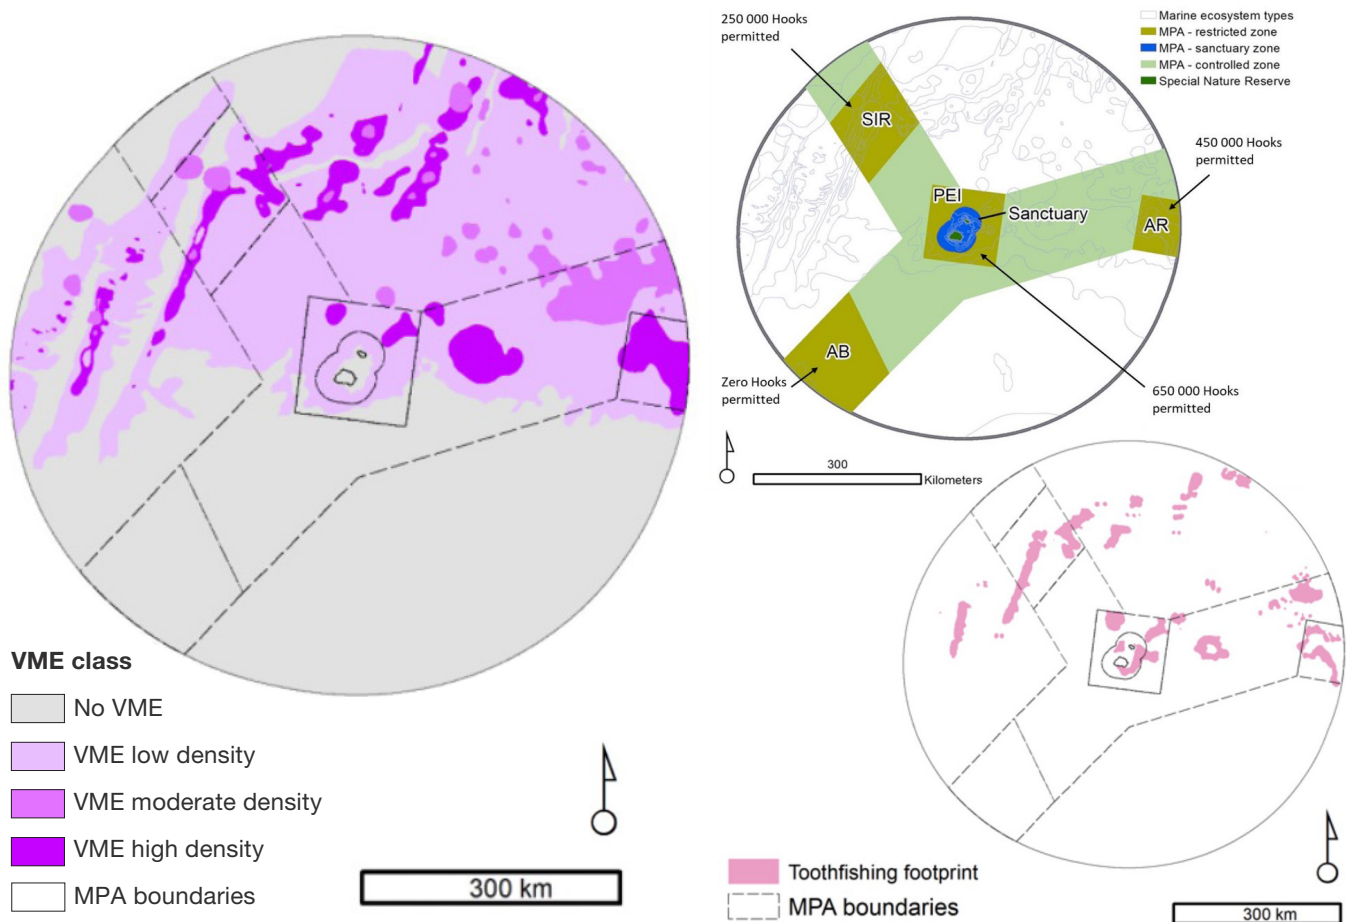 VME class
No VME
VME low density
VME moderate density
VME high density
MPA boundaries
300 km
250 000 Hooks
permitted
Marine ecosystem types
MPA - restricted zone
MPA - sanctuary zone
MPA - controlled zone
Special Nature Reserve
SIR
450 000 Hooks
permitted
PEI
Sanctuary
AR
AB
Zero Hooks
permitted
650 000 Hooks
permitted
300
Kilometers
Toothfishing footprint
MPA boundaries
300 km